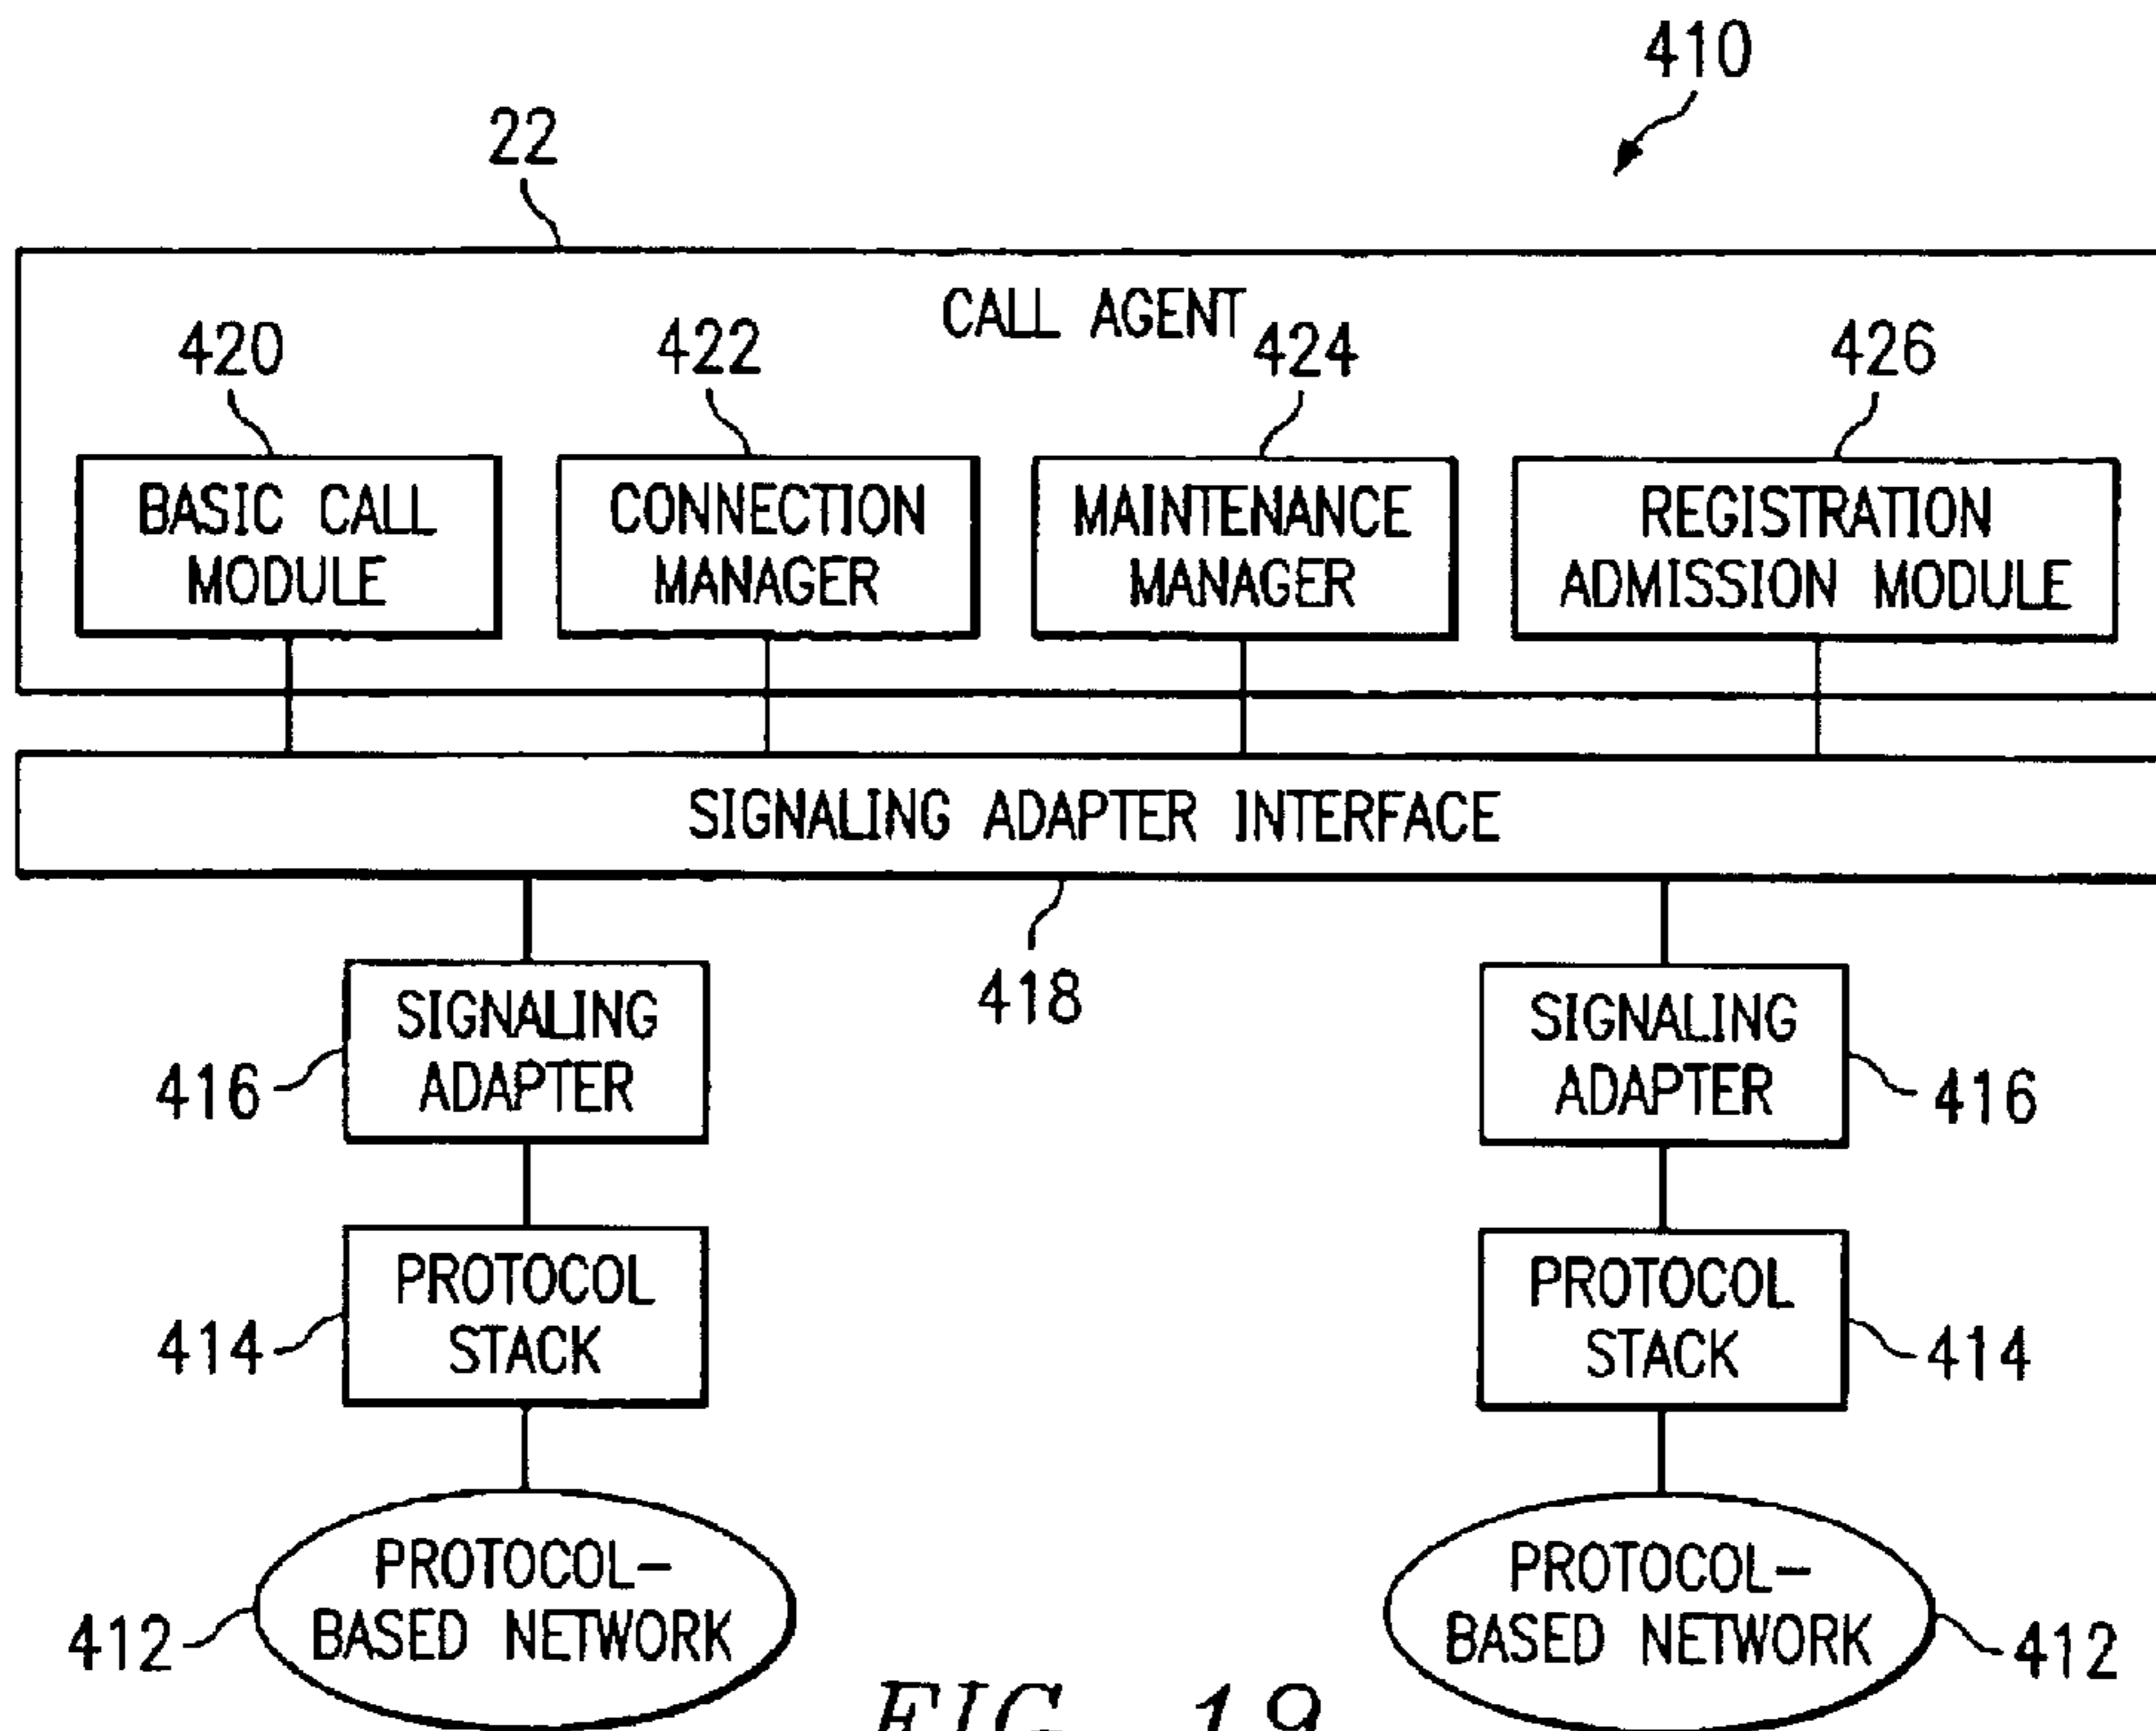 410
22
CALL AGENT
420
422
424
426
BASIC CALL
MODULE
CONNECTION
MANAGER
MAINTENANCE
MANAGER
REGISTRATION
ADMISSION MODULE
SIGNALING ADAPTER INTERFACE
418
SIGNALING
ADAPTER
416
SIGNALING
ADAPTER
416
PROTOCOL
STACK
414
PROTOCOL
STACK
414
PROTOCOL-
BASED NETWORK
412
PROTOCOL-
BASED NETWORK
412
FIG. 19